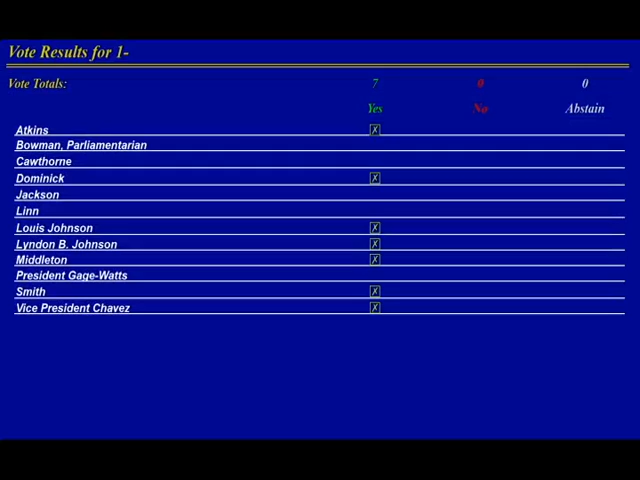 Vote Results for 1-
Vote Totals: 7 0 0
Yes No Abstain
Atkins
Bowman, Parliamentarian
Cawthorne
Dominick
Jackson
Linn
Louis Johnson
Lyndon B. Johnson
Middleton
President Gage-Watts
Smith
Vice President Chavez